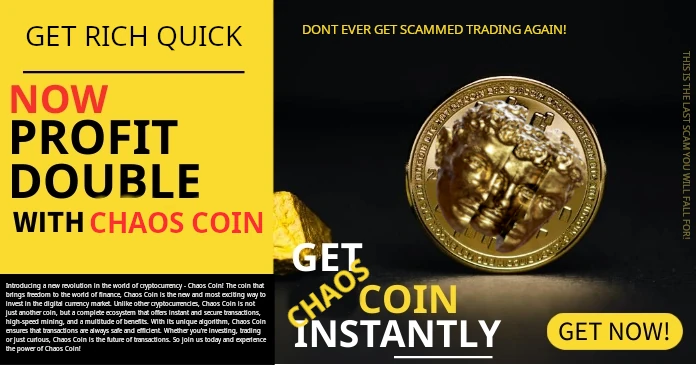 GET RICH QUICK
NOW
PROFIT
DOUBLE
WITH CHAOS COIN
Introducing a new revolution in the world of cryptocurrency - Chaos Coin! The coin that
brings freedom to the world of finance, Chaos Coin is the new and most exciting way to
invest in the digital currency market. Unlike other cryptocurrencies, Chaos Coin is not
just another coin, but a complete ecosystem that offers instant and secure transactions,
high-speed mining, and a multitude of benefits. With its unique algorithm, Chaos Coin
ensures that transactions are always safe and efficient. Whether you're investing, trading
or just curious, Chaos Coin is the future of transactions. So join us today and experience
the power of Chaos Coin!
DONT EVER GET SCAMMED TRADING AGAIN!
GET
CHAOS
COIN
INSTANTLY
GET NOW!
THIS IS THE LAST SCAM YOU WILL FALL FOR!